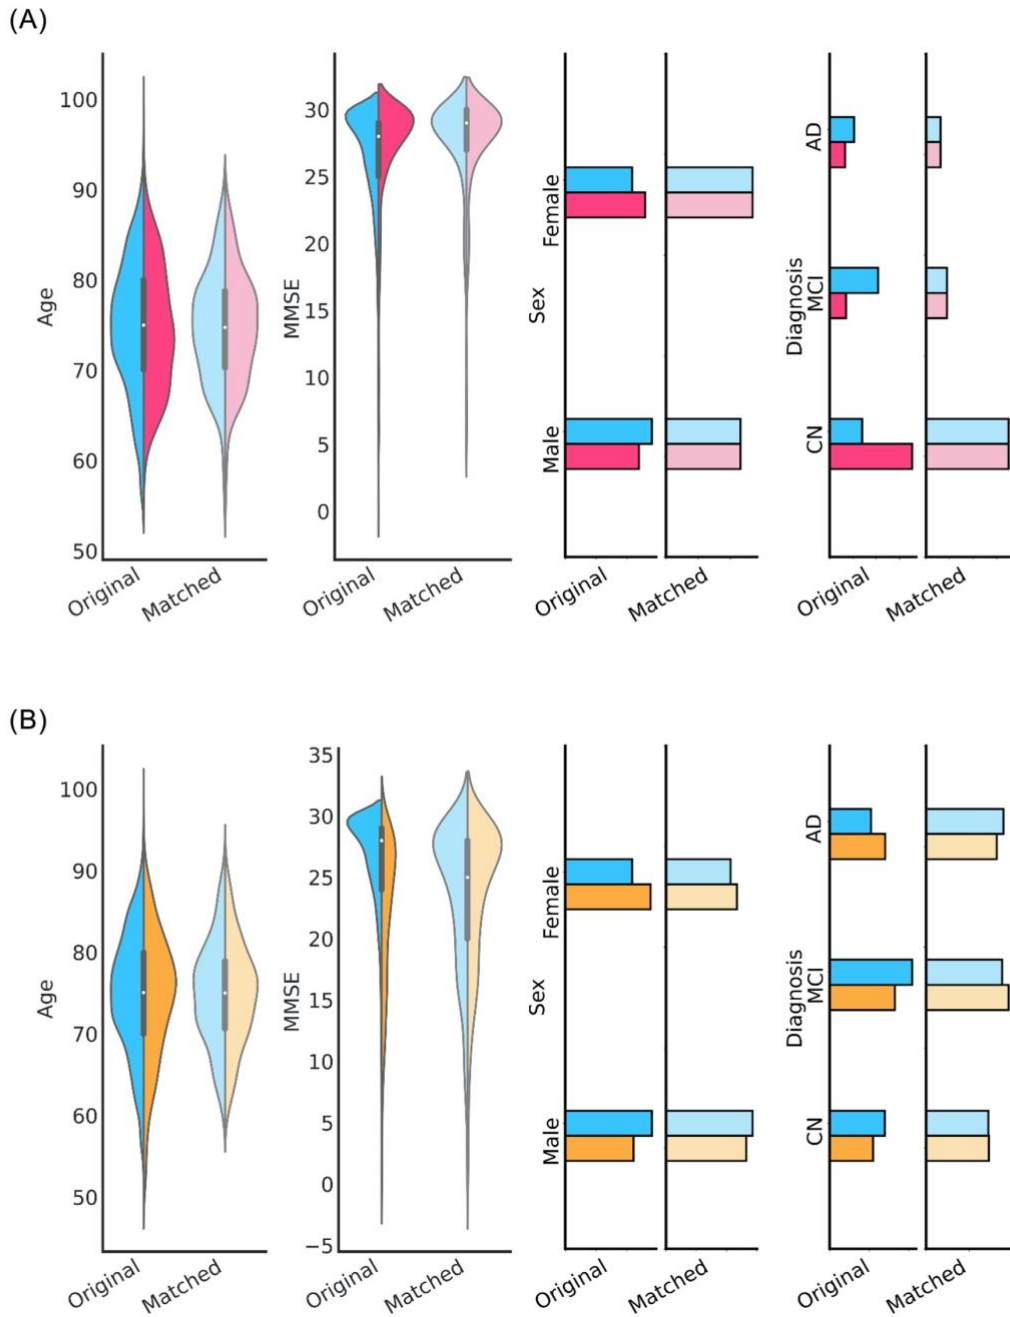 (A)
100
90
80
70
60
50
Age
Original
Matched
30
25
20
15
10
5
0
MMSE
Original
Matched
Female
Male
Sex
Original
Matched
AD
MCI
CN
Diagnosis
Original
Matched
(B)
100
90
80
70
60
50
Age
Original
Matched
35
30
25
20
15
10
5
0
−5
MMSE
Original
Matched
Female
Male
Sex
Original
Matched
AD
MCI
CN
Diagnosis
Original
Matched